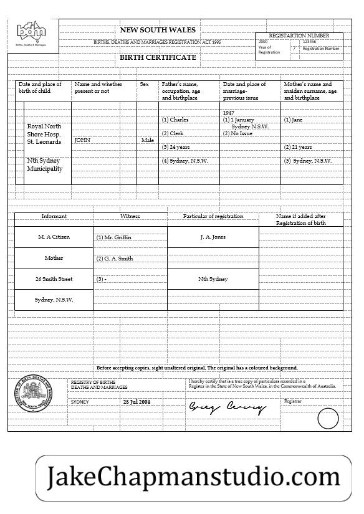 NEW SOUTH WALES
BIRTHS, DEATHS AND MARRIAGES REGISTRATION ACT 1995
BIRTH CERTIFICATE
REGISTRAITION NUMBER
Year of
Registration
Registration Number
Date and place of
birth of child
Name and whether
present or not
Sex
Father's name,
occupation, age
and birthplace
Date and place of
marriage-
previous issue
Mother's name and
maiden surname, age
and birthplace
Royal North
Shore Hosp.
St. Leonards
Nth Sydney
Municipality
JOHN
Male
(1) Charles
(2) Clerk
(3) 24 years
(4) Sydney, N.S.W.
1947
(1) 1 January
Sydney N.S.W.
(2) No Issue
(1) Jane
(2) 21 years
(3) Sydney, N.S.W.
Informant
Witness
Particular of registration
Name if added after
Registration of birth
M. A Citizen
Mother
26 Smith Street
Sydney, N.S.W,
(1) Mr. Griffin
(2) G. A. Smith
(3) -
J. A. Jones
Nth Sydney
Before accepting copies, sight unaltered original. The original has a coloured background.
REGISTRY OF BIRTHS
DEATHS AND MARRIAGES
SYDNEY
I hereby certify that is a true copy of particulars recorded in a
Register in the State of New South Wales, in the Commonwealth of Australia.
Registrar
JakeChapmanstudio.com